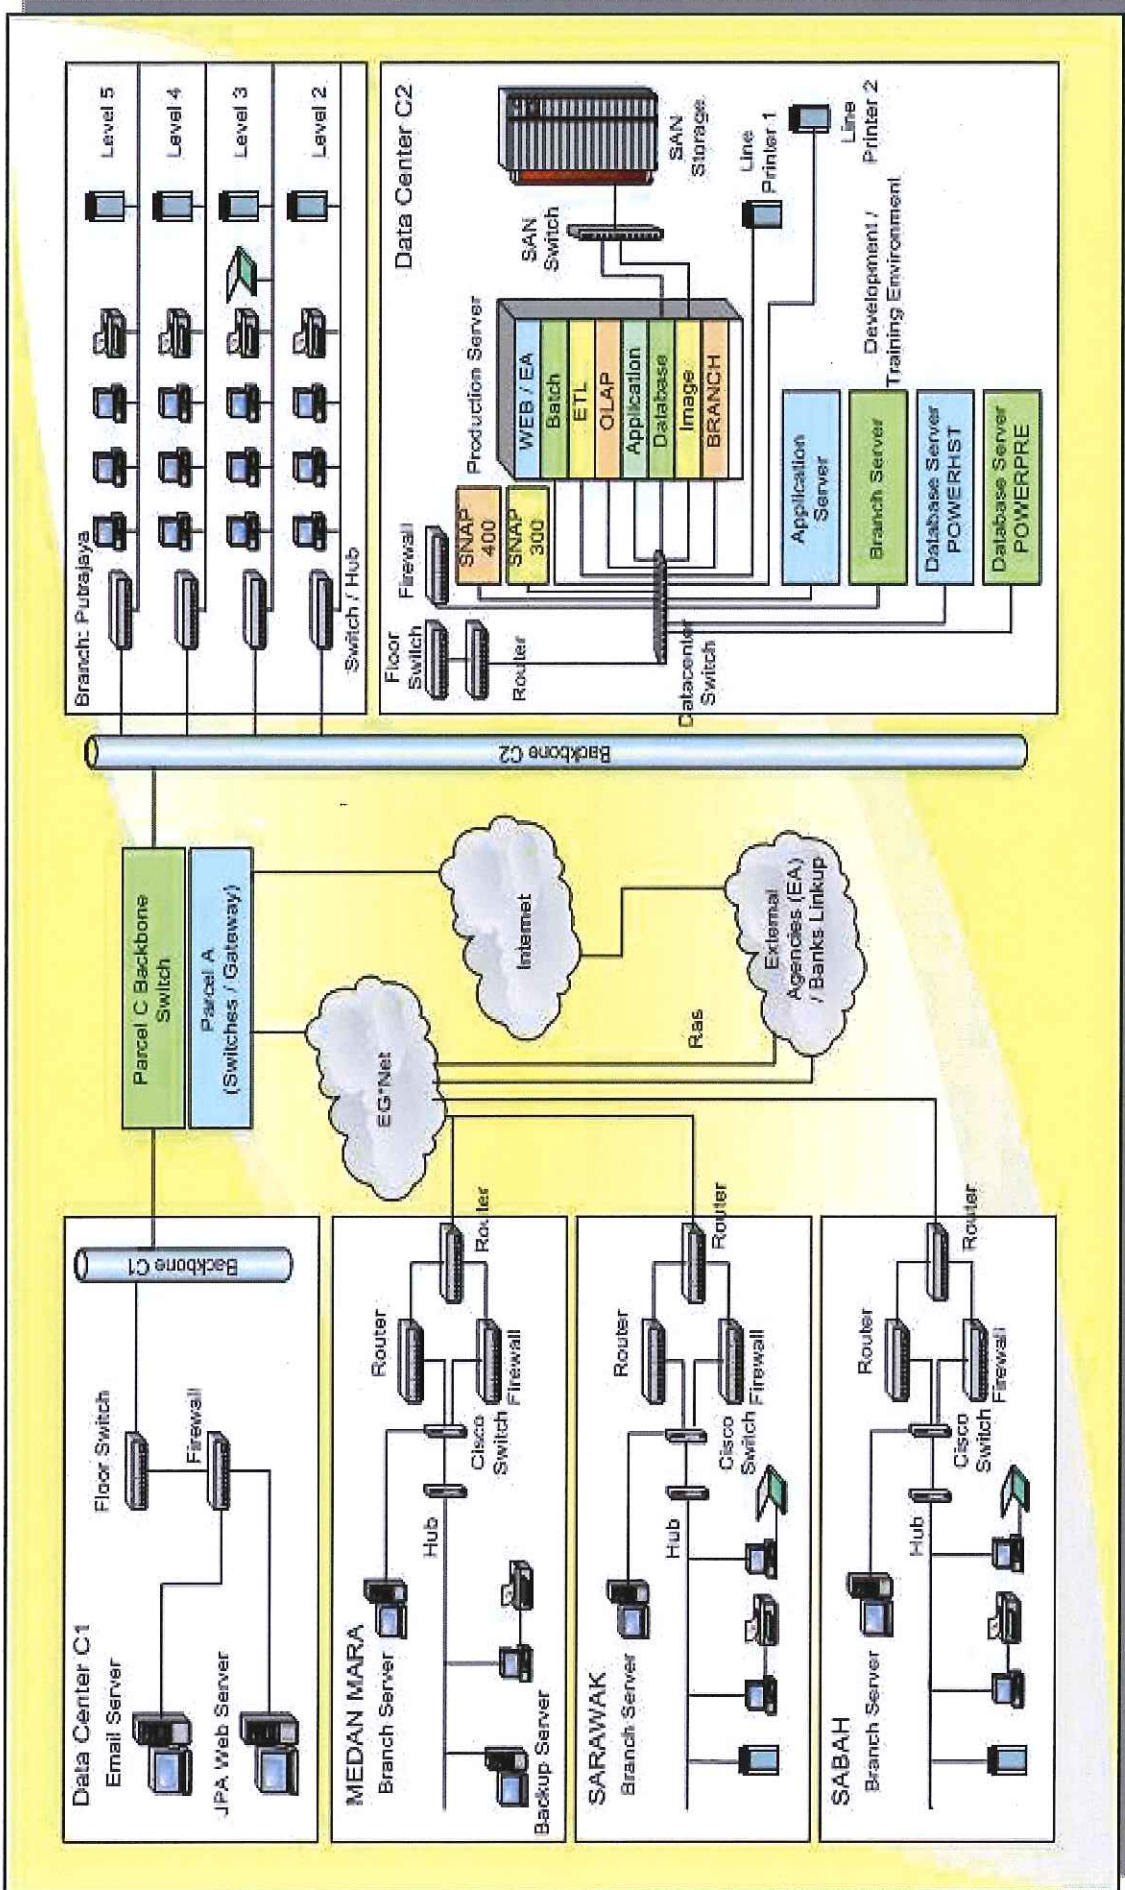 Data Center C1
Email Server
JPA Web Server
Floor Switch
Firewall
Backbone C1
MEDAN MARA
Branch Server
Backup Server
Hub
Cisco
Switch
Router
Firewall
Router
SARAWAK
Branch Server
Hub
Cisco
Switch
Router
Firewall
Router
SABAH
Branch Server
Hub
Cisco
Switch
Router
Firewall
Router
Parcel C Backbone
Switch
Parcel A
(Switches / Gateway)
EG*Net
Internet
Ras
External
Agencies (EA)
/ Banks Linkup
Backbone C2
Branch: Putrajaya
Level 5
Level 4
Level 3
Level 2
Switch / Hub
Data Center C2
Floor
Switch
Router
Firewall
SNAP
400
SNAP
300
Production Server
WEB / EA
Batch
ETL
OLAP
Application
Database
Image
BRANCH
SAN
Switch
SAN
Storage
Line
Printer 1
Line
Printer 2
Datacenter
Switch
Development /
Training Environment
Application
Server
Branch Server
Database Server
POWERHST
Database Server
POWERPRE